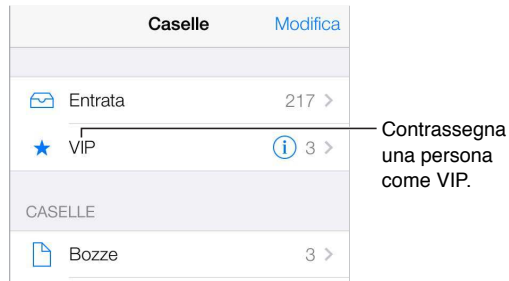 Caselle Modifica
Entrata 217
VIP i 3
Contrassegna
una persona
come VIP.
CASELLE
Bozze 3